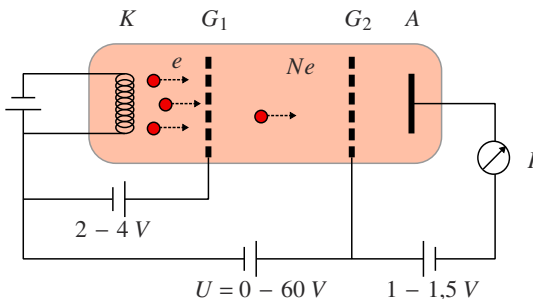 K G₁ G₂ A
e Ne
I
2 – 4 V
U = 0 – 60 V 1 – 1,5 V